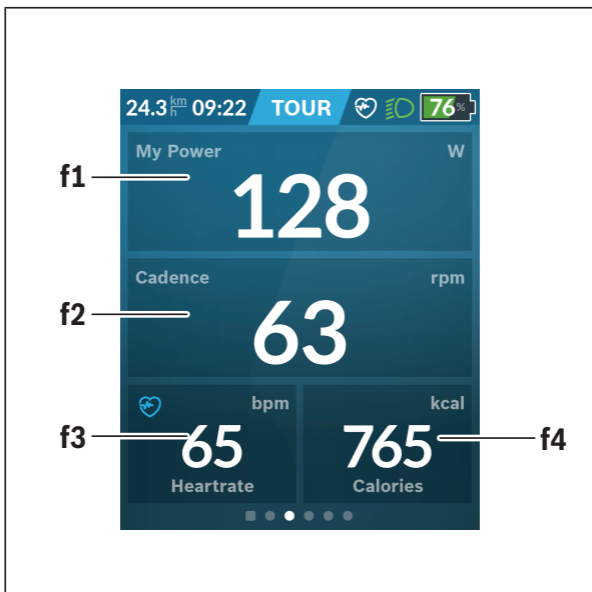 24.3 km/h 09:22 TOUR 76%
My Power W
f1
128
Cadence rpm
f2
63
bpm kcal
f3 65 765 f4
Heartrate Calories